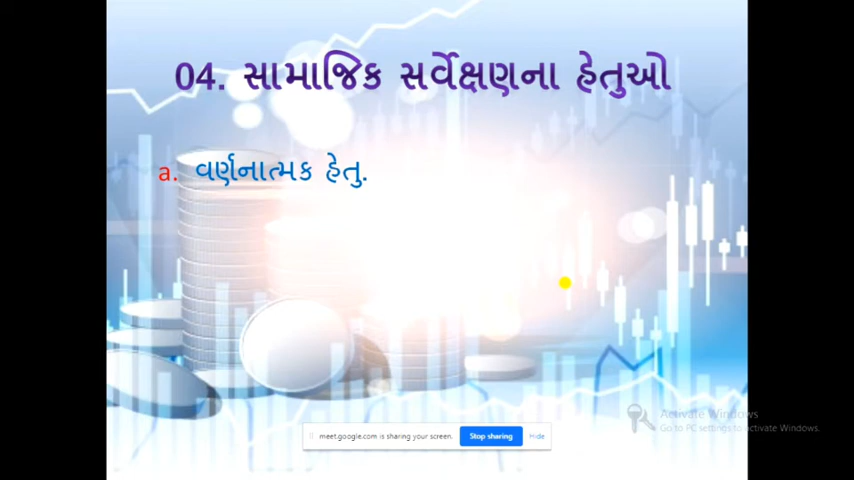 04. સામાજિક સર્વેક્ષણના હેતુઓ
a. વર્ણનાત્મક હેતુ.
Activate Windows
Go to PC settings to activate Windows.
meet.google.com is sharing your screen. Stop sharing Hide